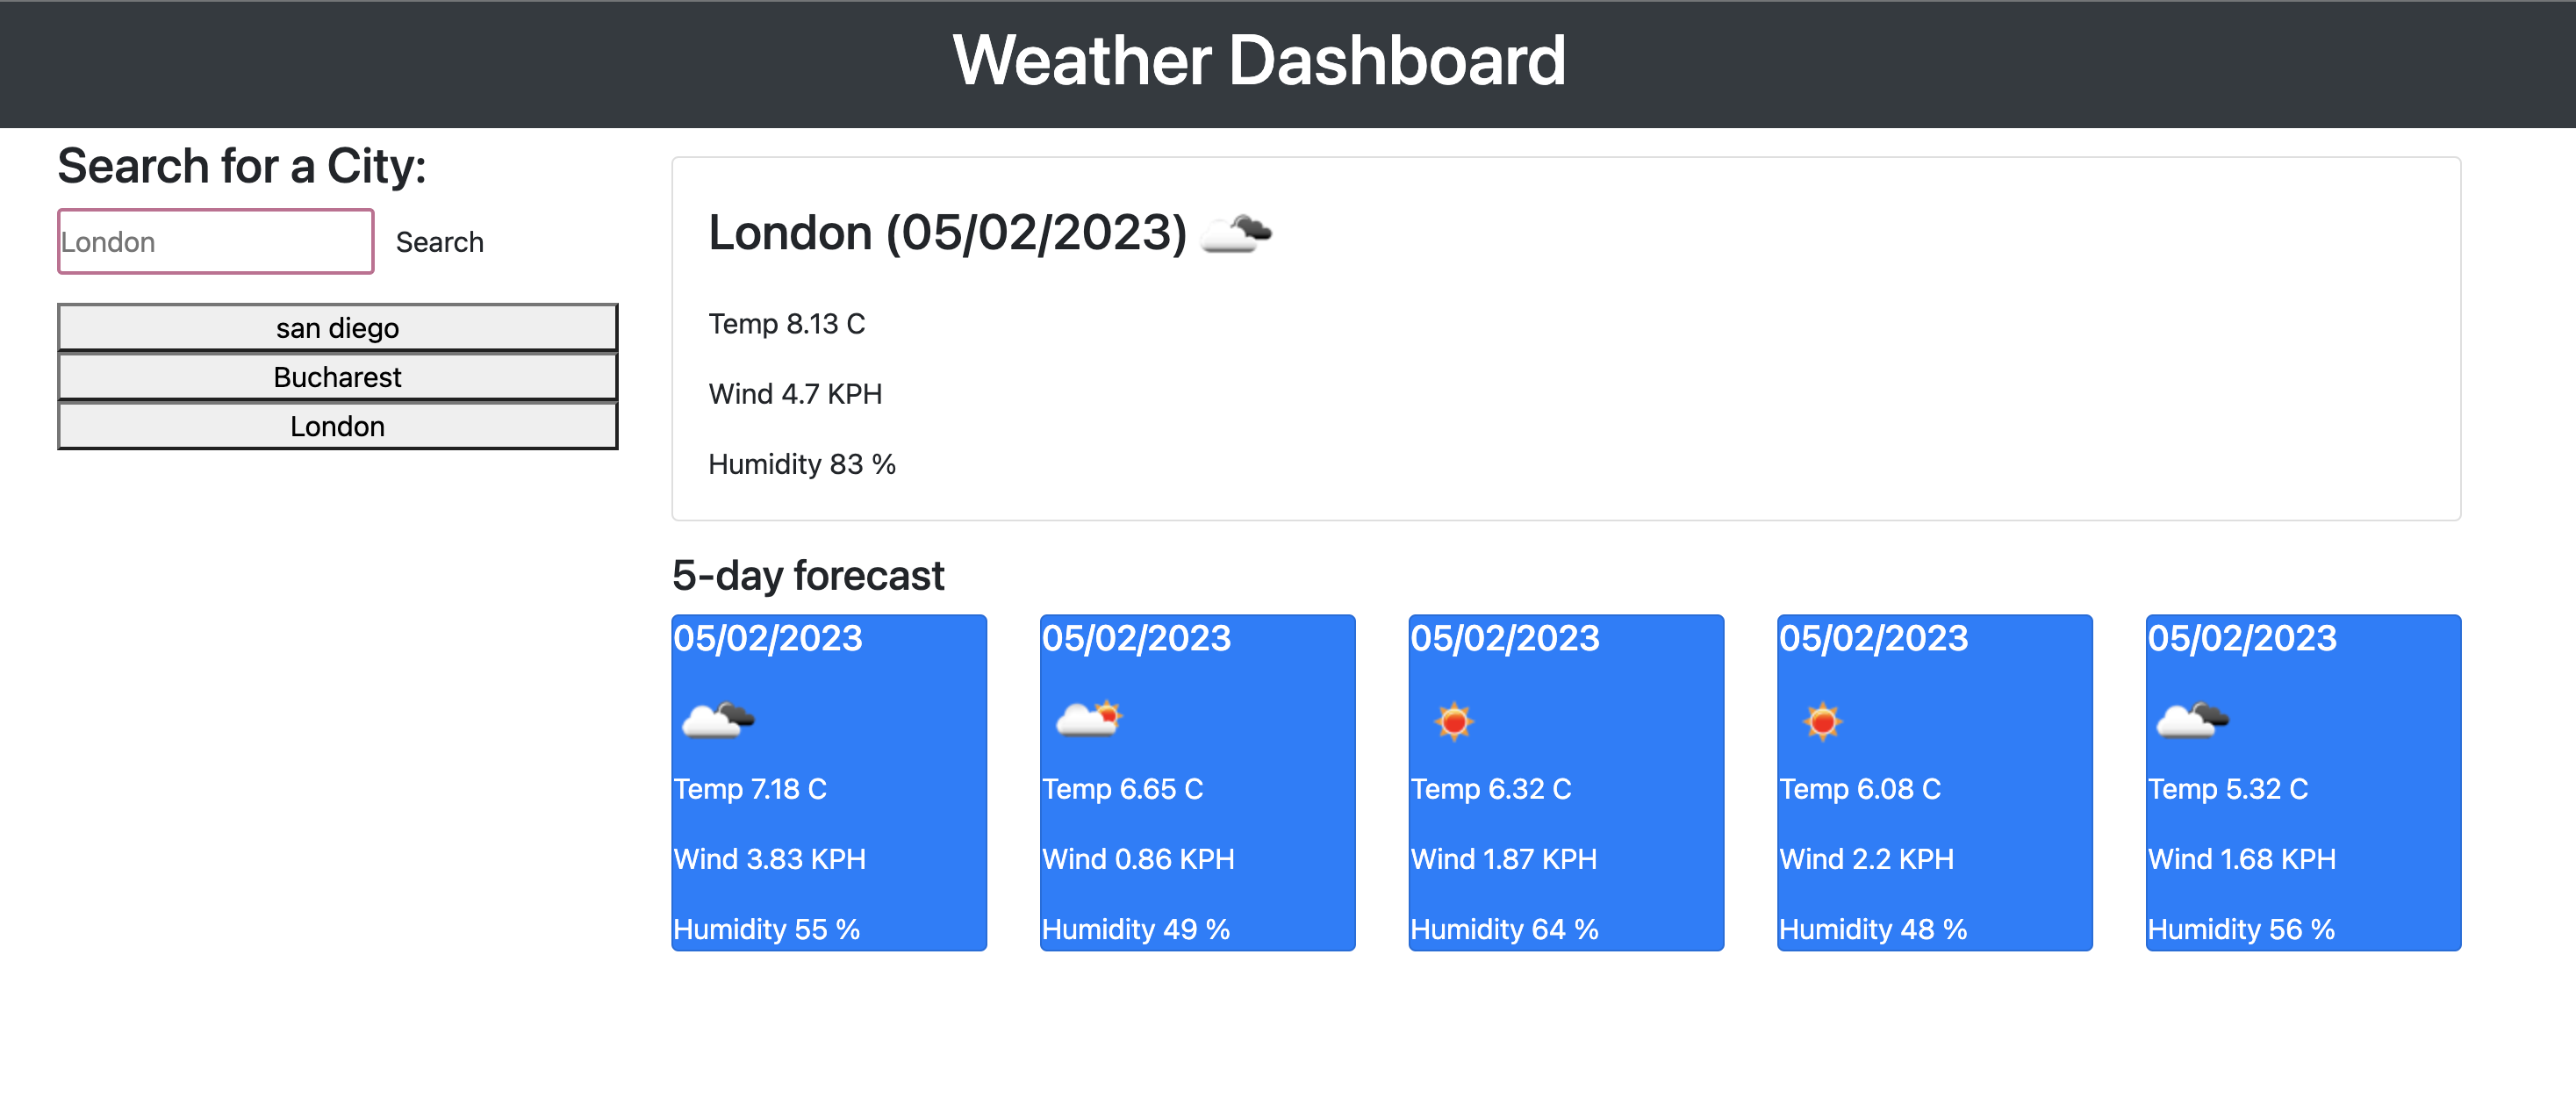 Weather Dashboard
Search for a City:
London
Search
san diego
Bucharest
London
London (05/02/2023)
Temp 8.13 C
Wind 4.7 KPH
Humidity 83 %
5-day forecast
05/02/2023
Temp 7.18 C
Wind 3.83 KPH
Humidity 55 %
05/02/2023
Temp 6.65 C
Wind 0.86 KPH
Humidity 49 %
05/02/2023
Temp 6.32 C
Wind 1.87 KPH
Humidity 64 %
05/02/2023
Temp 6.08 C
Wind 2.2 KPH
Humidity 48 %
05/02/2023
Temp 5.32 C
Wind 1.68 KPH
Humidity 56 %